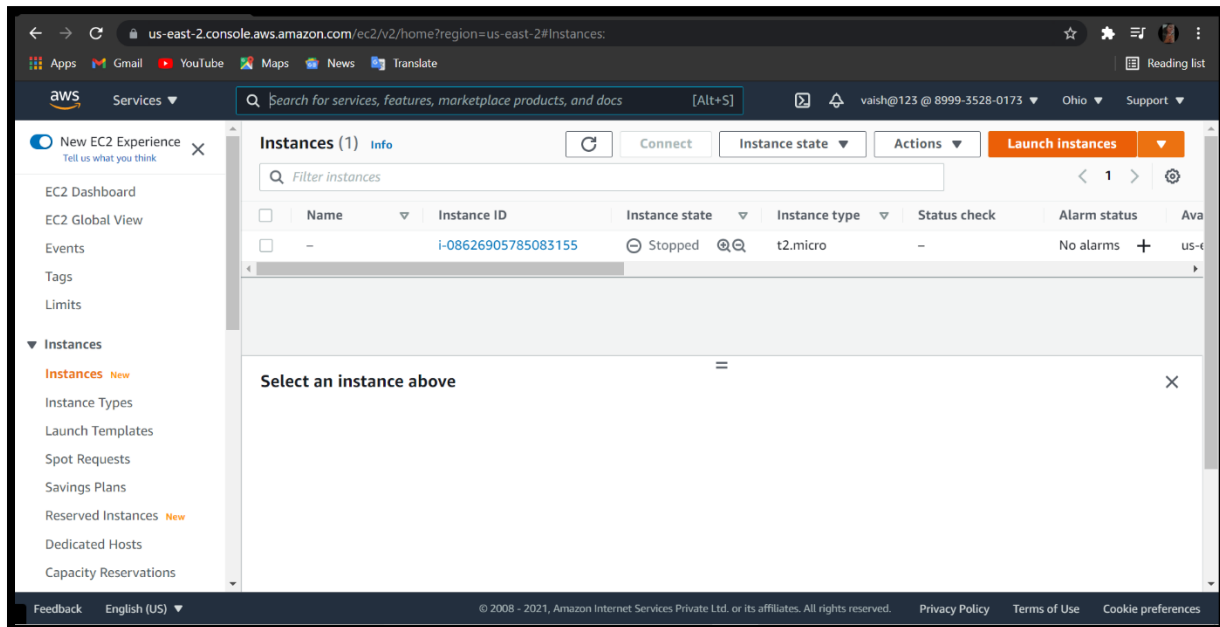 us-east-2.console.aws.amazon.com/ec2/v2/home?region=us-east-2#Instances:
Apps Gmail YouTube Maps News Translate Reading list
aws Services ▼ Search for services, features, marketplace products, and docs [Alt+S] vaish@123 @ 8999-3528-0173 ▼ Ohio ▼ Support ▼
New EC2 Experience
Tell us what you think
EC2 Dashboard
EC2 Global View
Events
Tags
Limits
Instances
Instances New
Instance Types
Launch Templates
Spot Requests
Savings Plans
Reserved Instances New
Dedicated Hosts
Capacity Reservations
Instances (1) Info Connect Instance state ▼ Actions ▼ Launch instances ▼
Filter instances < 1 >
Name Instance ID Instance state Instance type Status check Alarm status Ava
– i-08626905785083155 Stopped t2.micro – No alarms + us-e
Select an instance above
Feedback English (US) ▼ © 2008 - 2021, Amazon Internet Services Private Ltd. or its affiliates. All rights reserved. Privacy Policy Terms of Use Cookie preferences